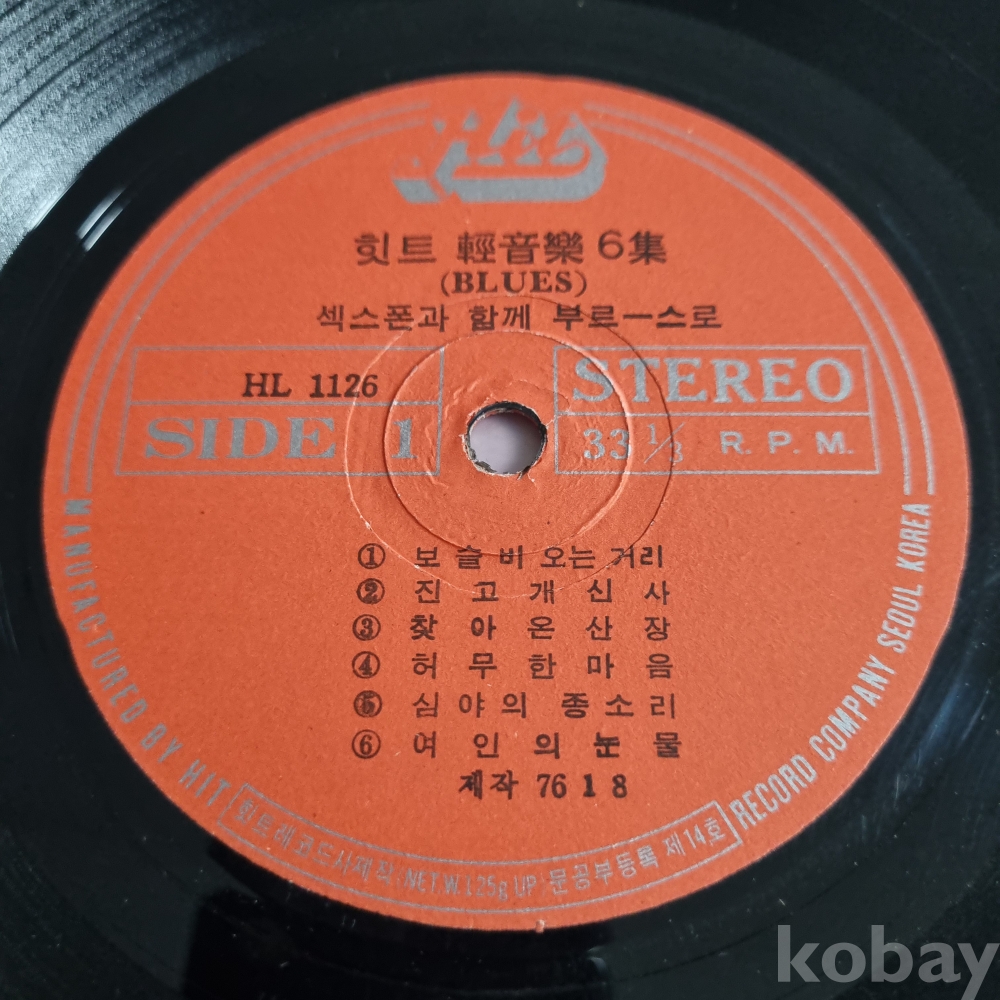 힛트 輕音樂 6集
(BLUES)
섹스폰과 함께 부르ー스로
HL 1126
SIDE 1
STEREO
33 1/3 R. P. M.
① 보슬비 오는 거리
② 진고개 신사
③ 찾아온 산장
④ 허무한 마음
⑤ 심야의 종소리
⑥ 여인의 눈물
제작 76 1 8
MANUFACTURED BY HIT RECORD COMPANY SEOUL KOREA
힛트레코드사제작·NET.W.125g UP·문공부등록 제14호
kobay